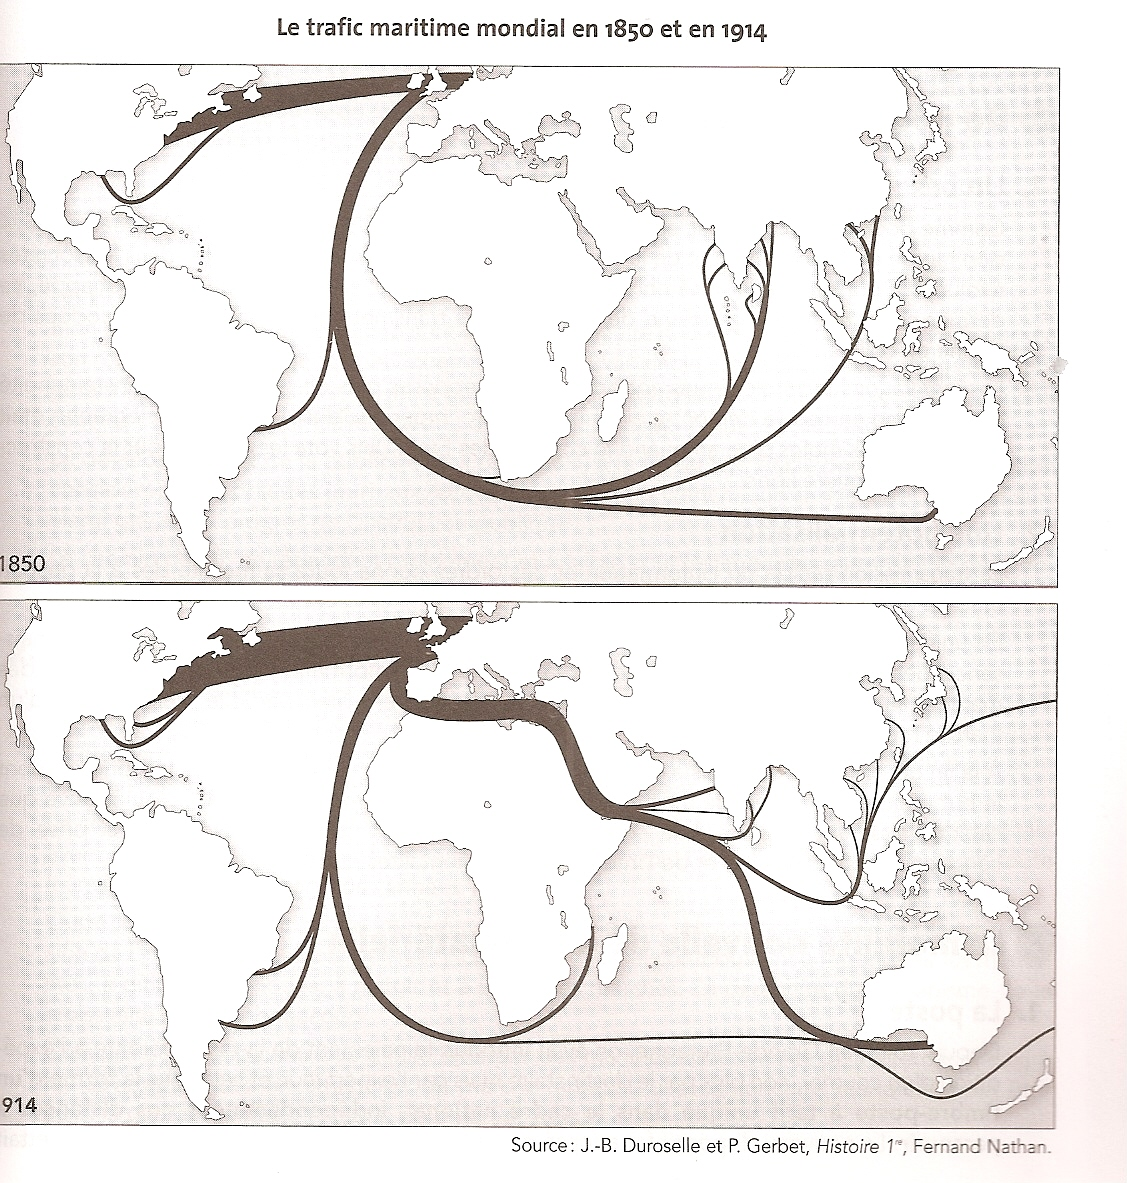 Le trafic maritime mondial en 1850 et en 1914
1850
914
Source : J.-B. Duroselle et P. Gerbet, Histoire 1re, Fernand Nathan.